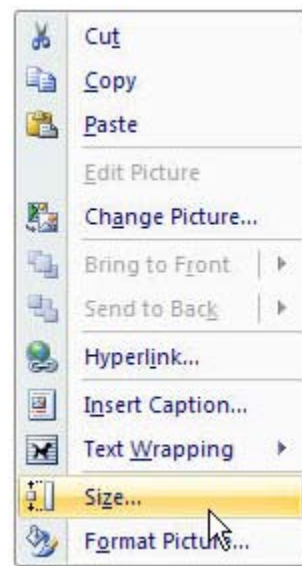 Cut
Copy
Paste
Edit Picture
Change Picture...
Bring to Front
Send to Back
Hyperlink...
Insert Caption...
Text Wrapping
Size...
Format Picture...